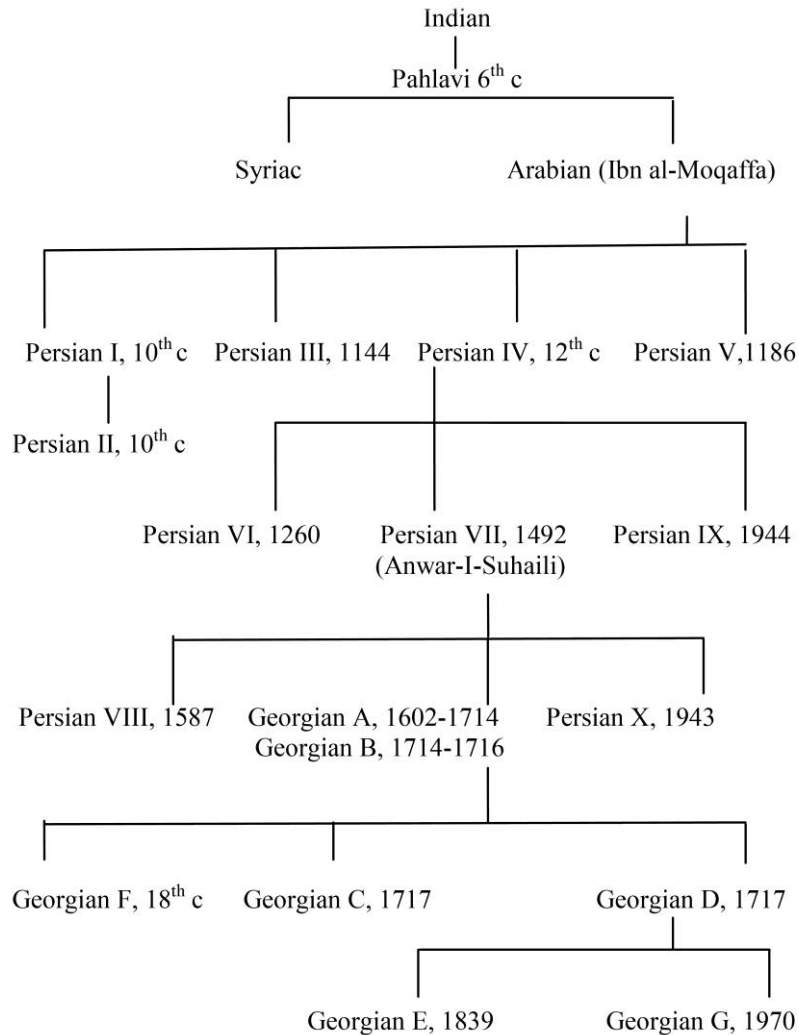 Indian
Pahlavi 6th c
Syriac Arabian (Ibn al-Moqaffa)
Persian I, 10th c Persian III, 1144 Persian IV, 12th c Persian V,1186
Persian II, 10th c
Persian VI, 1260 Persian VII, 1492 Persian IX, 1944
(Anwar-I-Suhaili)
Persian VIII, 1587 Georgian A, 1602-1714 Persian X, 1943
Georgian B, 1714-1716
Georgian F, 18th c Georgian C, 1717 Georgian D, 1717
Georgian E, 1839 Georgian G, 1970